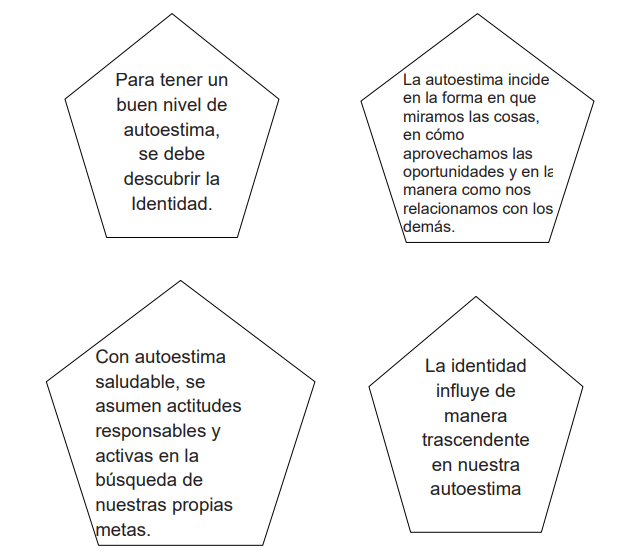 Para tener un
buen nivel de
autoestima,
se debe
descubrir la
Identidad.
La autoestima incide
en la forma en que
miramos las cosas,
en cómo
aprovechamos las
oportunidades y en la
manera como nos
relacionamos con los
demás.
Con autoestima
saludable, se
asumen actitudes
responsables y
activas en la
búsqueda de
nuestras propias
metas.
La identidad
influye de
manera
trascendente
en nuestra
autoestima